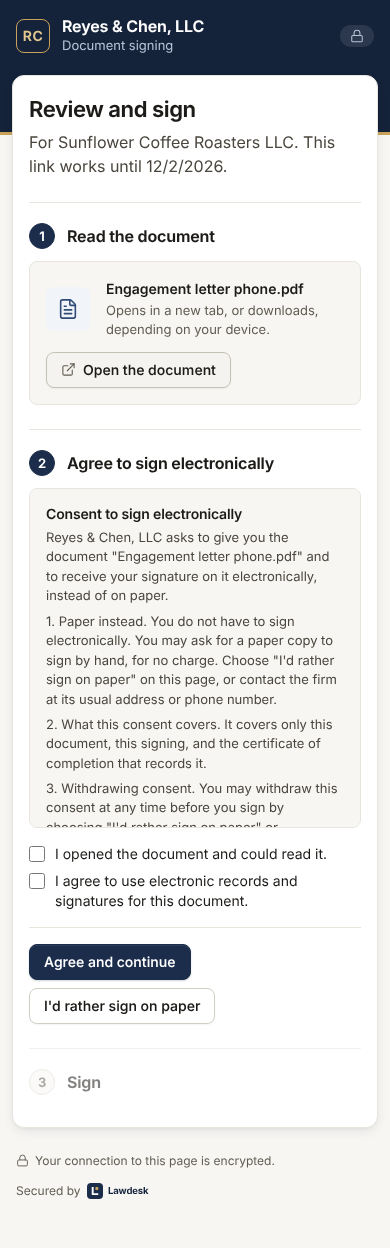 RC
Reyes & Chen, LLC
Document signing
Review and sign
For Sunflower Coffee Roasters LLC. This
link works until 12/2/2026.
1
Read the document
Engagement letter phone.pdf
Opens in a new tab, or downloads,
depending on your device.
Open the document
2
Agree to sign electronically
Consent to sign electronically
Reyes & Chen, LLC asks to give you the
document "Engagement letter phone.pdf" and
to receive your signature on it electronically,
instead of on paper.
1. Paper instead. You do not have to sign
electronically. You may ask for a paper copy to
sign by hand, for no charge. Choose "I'd rather
sign on paper" on this page, or contact the firm
at its usual address or phone number.
2. What this consent covers. It covers only this
document, this signing, and the certificate of
completion that records it.
3. Withdrawing consent. You may withdraw this
consent at any time before you sign by
choosing "I'd rather sign on paper" or
I opened the document and could read it.
I agree to use electronic records and
signatures for this document.
Agree and continue
I'd rather sign on paper
3
Sign
Your connection to this page is encrypted.
Secured by
Lawdesk